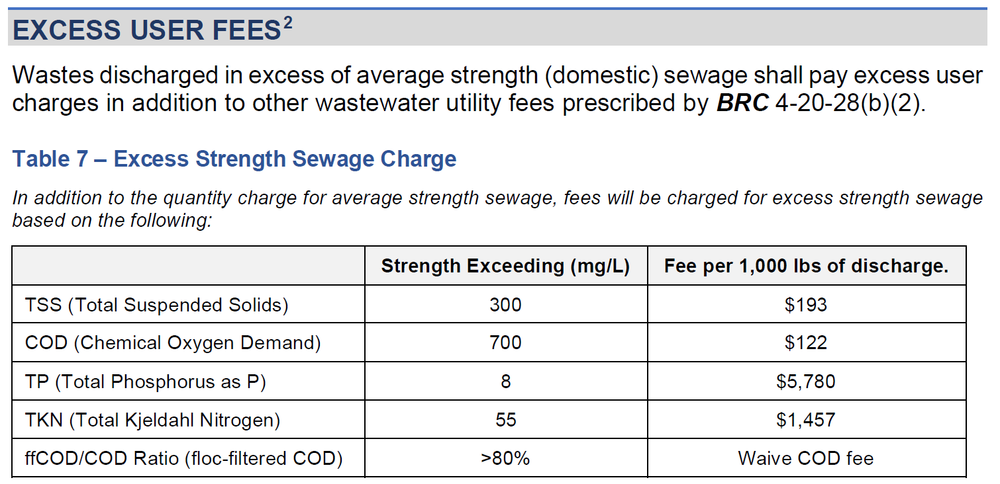 EXCESS USER FEES2
Wastes discharged in excess of average strength (domestic) sewage shall pay excess user
charges in addition to other wastewater utility fees prescribed by BRC 4-20-28(b)(2).
Table 7 – Excess Strength Sewage Charge
In addition to the quantity charge for average strength sewage, fees will be charged for excess strength sewage
based on the following:
Strength Exceeding (mg/L) Fee per 1,000 lbs of discharge.
TSS (Total Suspended Solids) 300 $193
COD (Chemical Oxygen Demand) 700 $122
TP (Total Phosphorus as P) 8 $5,780
TKN (Total Kjeldahl Nitrogen) 55 $1,457
ffCOD/COD Ratio (floc-filtered COD) >80% Waive COD fee